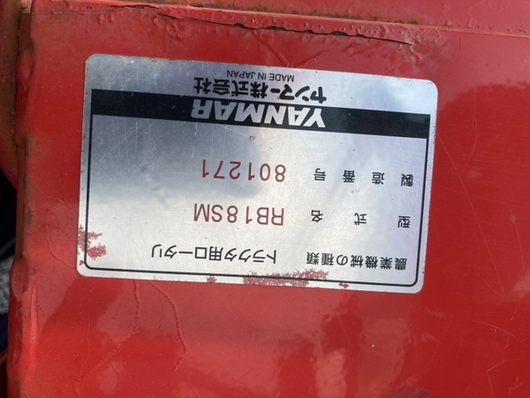 農業機械の種類 トラクタ用ロータリ
型式名 RB18SM
製造番号 801271
YANMAR
ヤンマー株式会社
MADE IN JAPAN